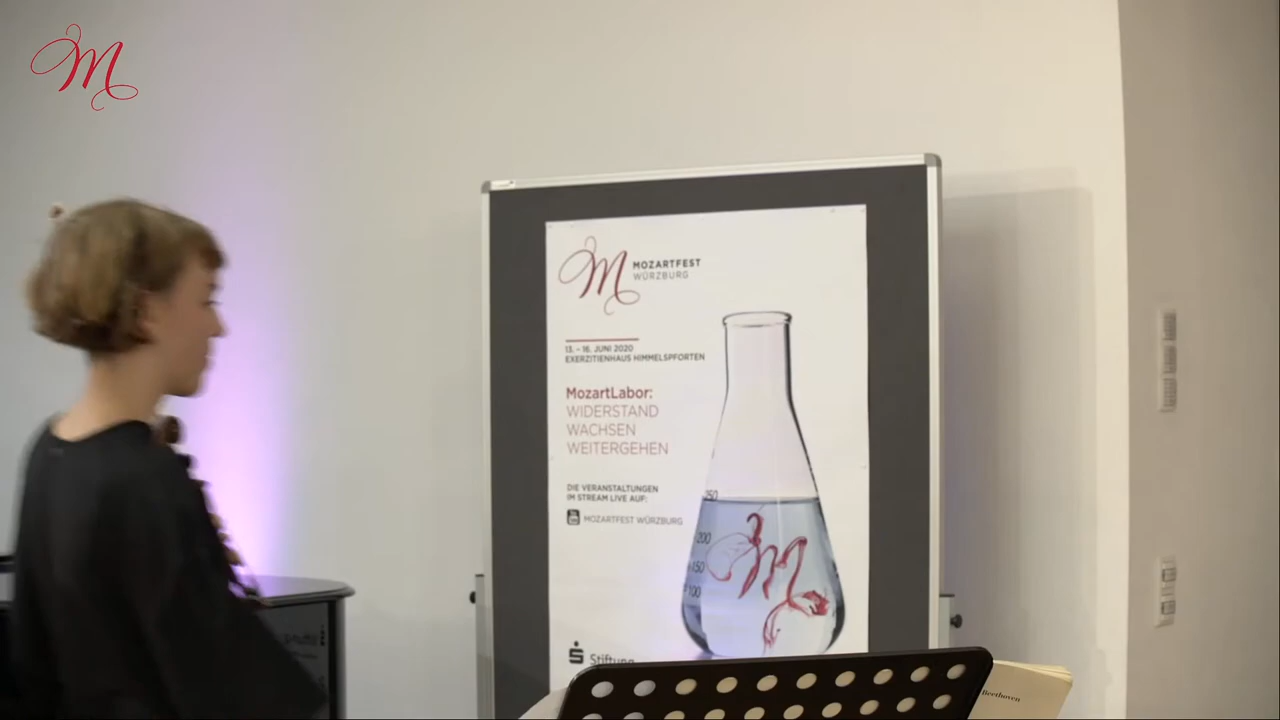 M
M
MOZARTFEST
WÜRZBURG
13. – 16. JUNI 2020
EXERZITIENHAUS HIMMELSPFORTEN
MozartLabor:
WIDERSTAND
WACHSEN
WEITERGEHEN
DIE VERANSTALTUNGEN
IM STREAM LIVE AUF:
MOZARTFEST WÜRZBURG
250
200
150
100
M
Stiftung
Beethoven